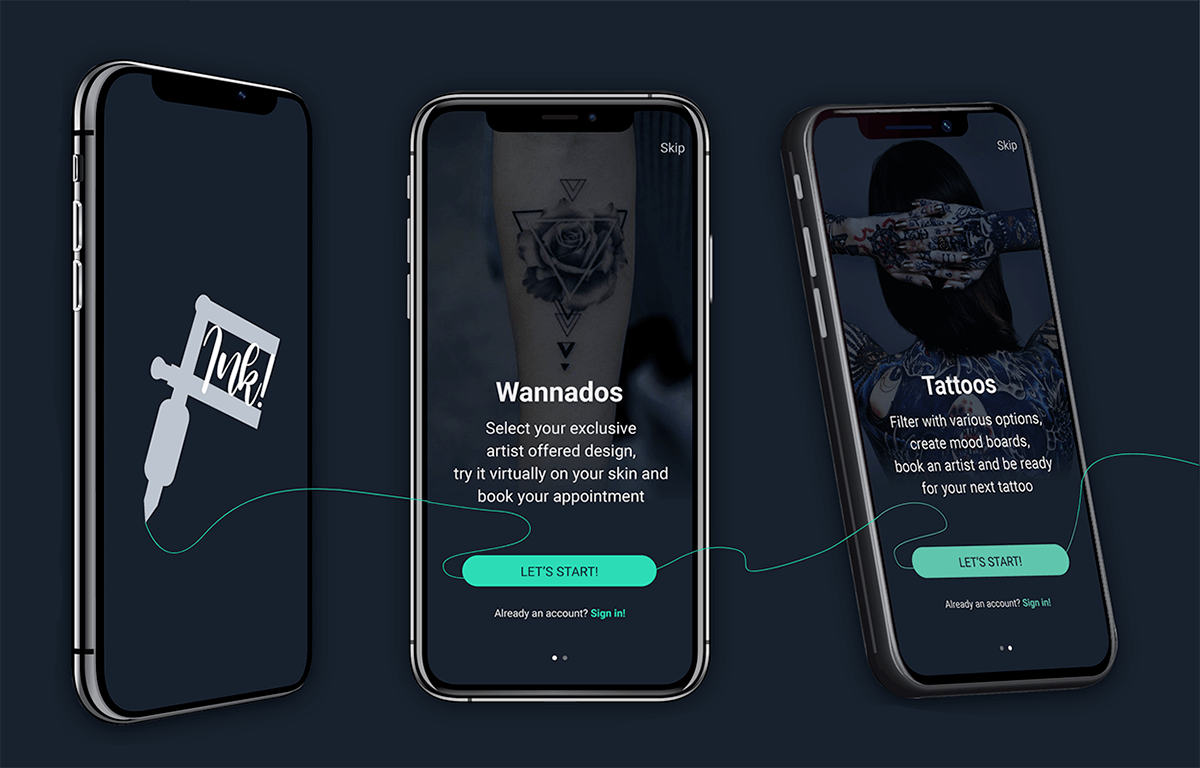 Ink!
Skip
Wannados
Select your exclusive
artist offered design,
try it virtually on your skin and
book your appointment
LET'S START!
Already an account? Sign in!
Skip
Tattoos
Filter with various options,
create mood boards,
book an artist and be ready
for your next tattoo
LET'S START!
Already an account? Sign in!